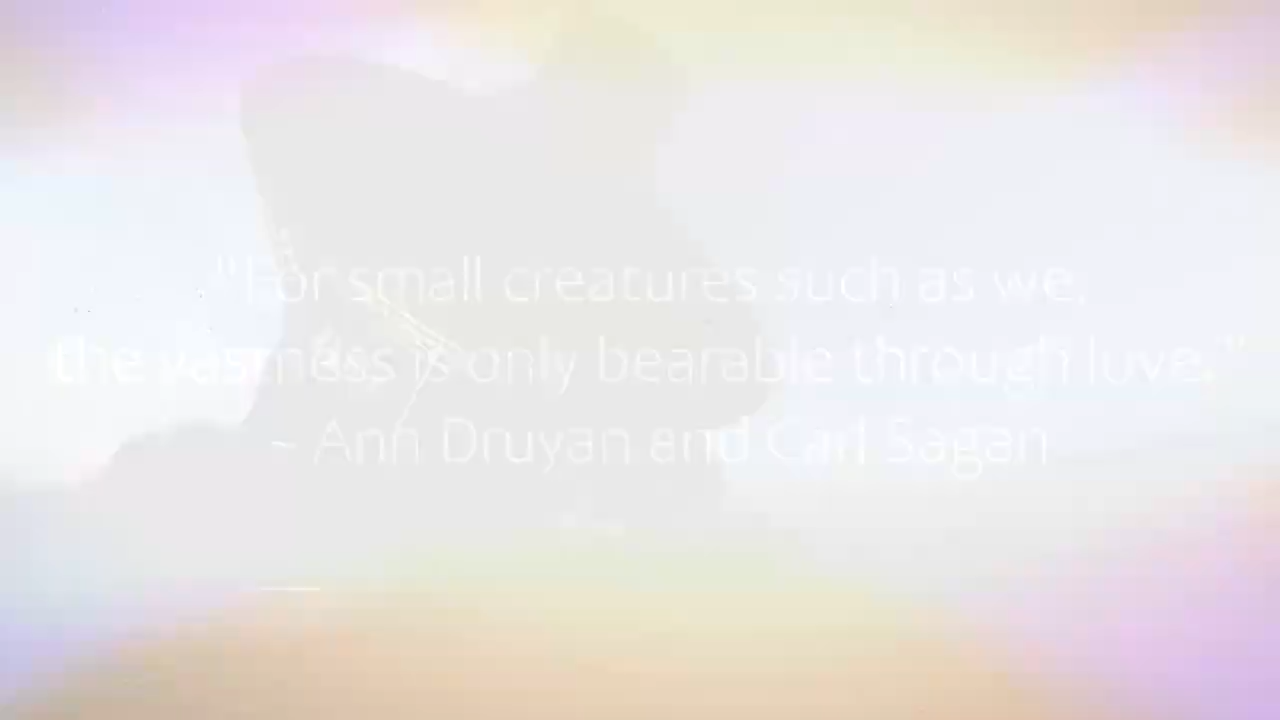 "For small creatures such as we,
the vastness is only bearable through love."
~ Ann Druyan and Carl Sagan